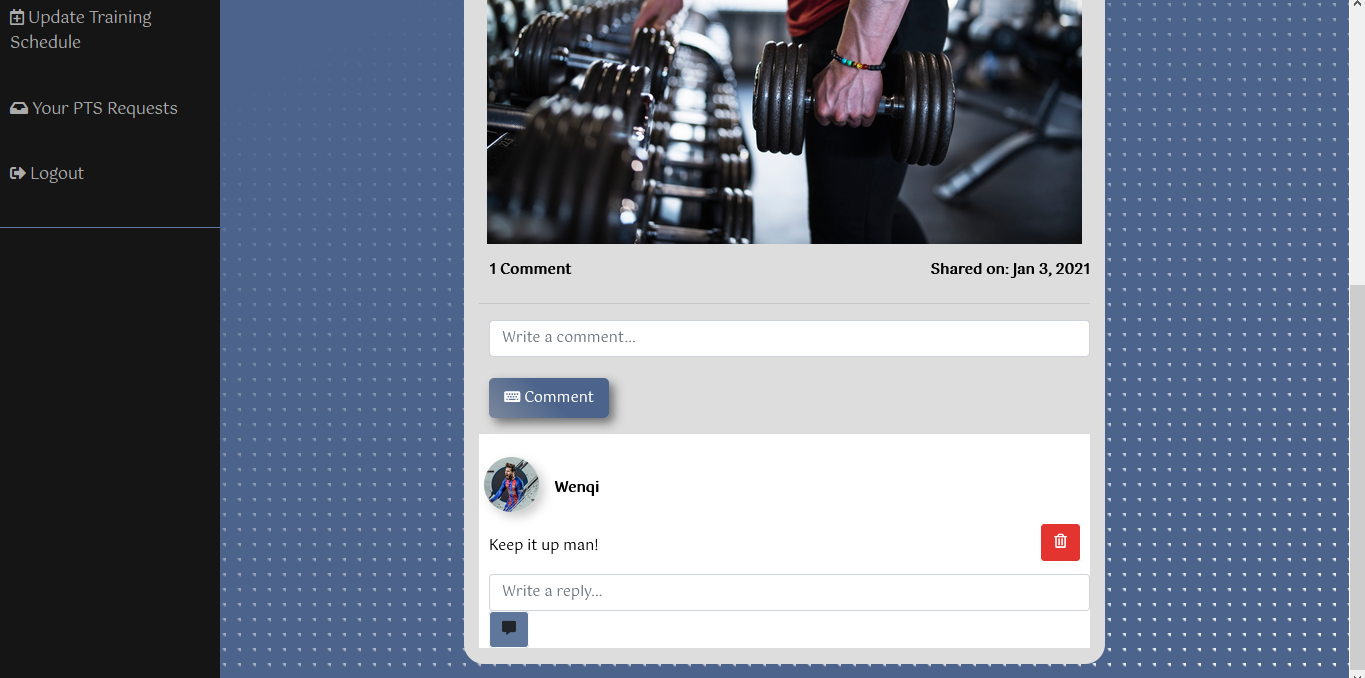 Update Training
Schedule
Your PTS Requests
Logout
1 Comment
Shared on: Jan 3, 2021
Write a comment...
Comment
Wenqi
Keep it up man!
Write a reply...